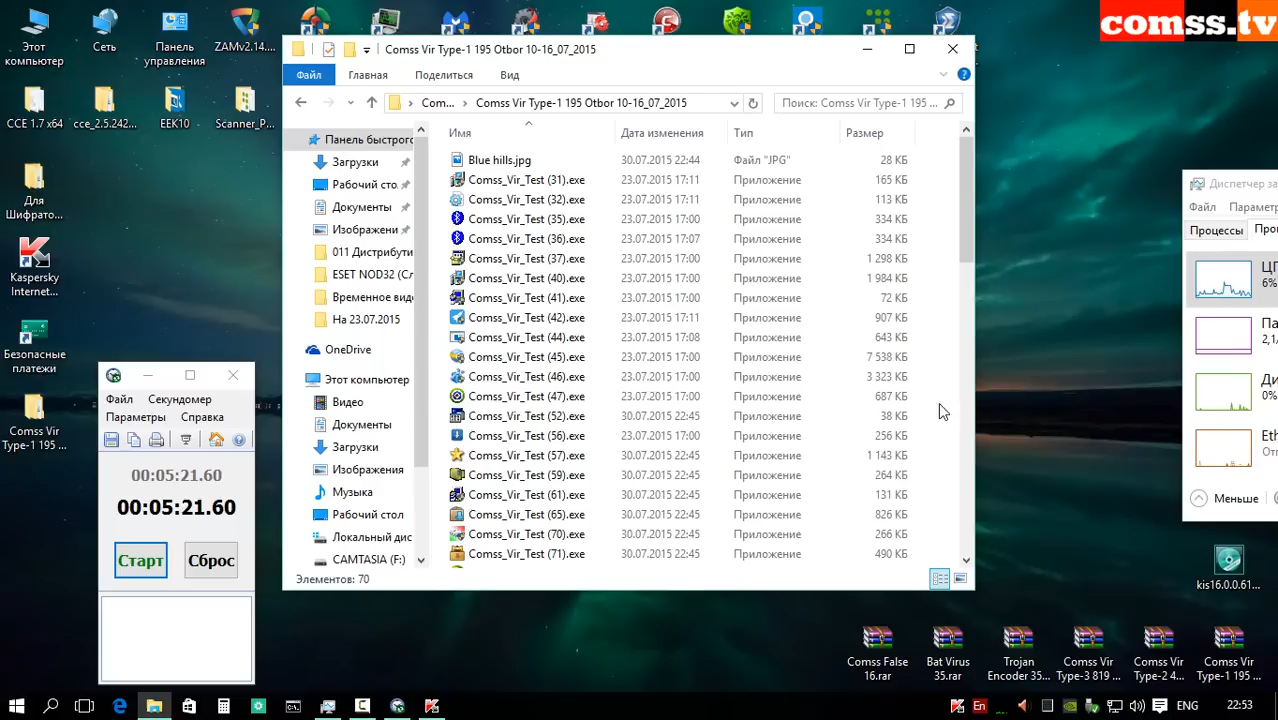 comss.tv
Этот компьютер
Сеть
Панель управления
ZAMv2.14...
CCE 1.7 x64
cce_2.5.242...
EEK10
Scanner_P...
Для Шифрато...
Kaspersky Internet...
Безопасные платежи
Comss Vir Type-1 195 ...
Comss Vir Type-1 195 Otbor 10-16_07_2015
Файл Главная Поделиться Вид
Com... Comss Vir Type-1 195 Otbor 10-16_07_2015
Поиск: Comss Vir Type-1 195 ...
Имя Дата изменения Тип Размер
Blue hills.jpg 30.07.2015 22:44 Файл "JPG" 28 КБ
Comss_Vir_Test (31).exe 23.07.2015 17:11 Приложение 165 КБ
Comss_Vir_Test (32).exe 23.07.2015 17:11 Приложение 113 КБ
Comss_Vir_Test (35).exe 23.07.2015 17:00 Приложение 334 КБ
Comss_Vir_Test (36).exe 23.07.2015 17:07 Приложение 334 КБ
Comss_Vir_Test (37).exe 23.07.2015 17:00 Приложение 1 298 КБ
Comss_Vir_Test (40).exe 23.07.2015 17:00 Приложение 1 984 КБ
Comss_Vir_Test (41).exe 23.07.2015 17:00 Приложение 72 КБ
Comss_Vir_Test (42).exe 23.07.2015 17:11 Приложение 907 КБ
Comss_Vir_Test (44).exe 23.07.2015 17:08 Приложение 643 КБ
Comss_Vir_Test (45).exe 23.07.2015 17:00 Приложение 7 538 КБ
Comss_Vir_Test (46).exe 23.07.2015 17:00 Приложение 3 323 КБ
Comss_Vir_Test (47).exe 23.07.2015 17:00 Приложение 687 КБ
Comss_Vir_Test (52).exe 30.07.2015 22:45 Приложение 38 КБ
Comss_Vir_Test (56).exe 23.07.2015 17:00 Приложение 256 КБ
Comss_Vir_Test (57).exe 30.07.2015 22:45 Приложение 1 143 КБ
Comss_Vir_Test (59).exe 30.07.2015 22:45 Приложение 264 КБ
Comss_Vir_Test (61).exe 30.07.2015 22:45 Приложение 131 КБ
Comss_Vir_Test (65).exe 30.07.2015 22:45 Приложение 826 КБ
Comss_Vir_Test (70).exe 30.07.2015 22:45 Приложение 266 КБ
Comss_Vir_Test (71).exe 30.07.2015 22:45 Приложение 490 КБ
Панель быстрого
Загрузки
Рабочий сто.
Документы
Изображени
011 Дистрибути
ESET NOD32 (Сл
Временное виде
На 23.07.2015
OneDrive
Этот компьютер
Видео
Документы
Загрузки
Изображения
Музыка
Рабочий стол
Локальный дис
CAMTASIA (F:)
Элементов: 70
Файл Секундомер
Параметры Справка
00:05:21.60
00:05:21.60
Старт Сброс
Диспетчер за
Файл Парамет
Процессы Про
ЦП
6%
Па
2,1/
Ди
0%
Eth
Отп
Меньше
kis16.0.0.61...
Comss False 16.rar
Bat Virus 35.rar
Trojan Encoder 35...
Comss Vir Type-3 819 ...
Comss Vir Type-2 4...
Comss Vir Type-1 195 ...
En
ENG
22:53